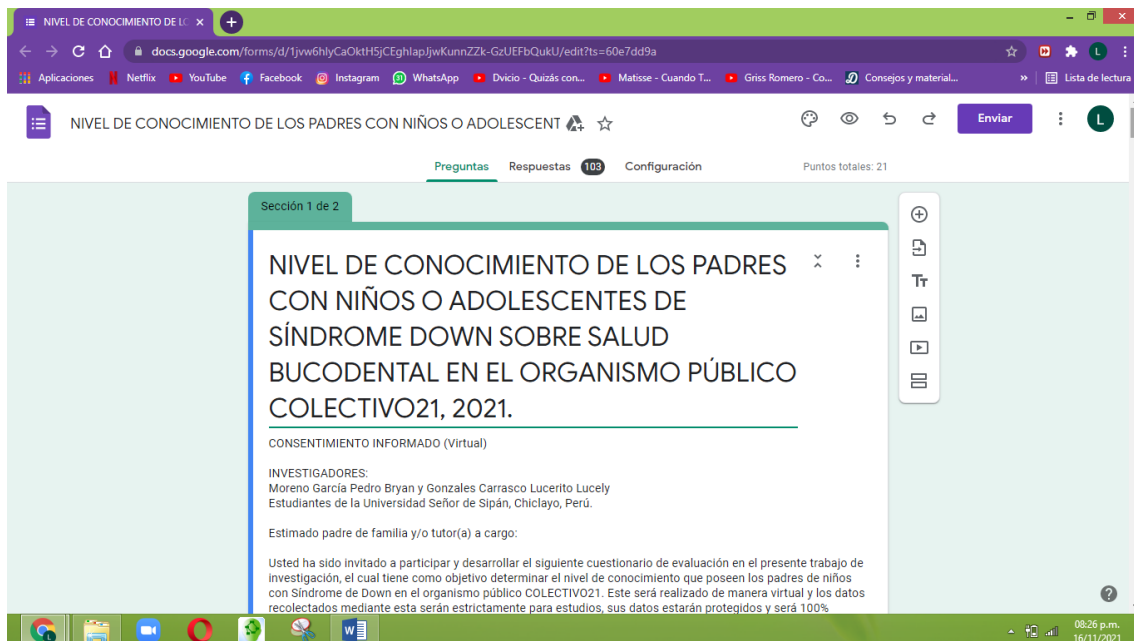 NIVEL DE CONOCIMIENTO DE LC
docs.google.com/forms/d/1jvw6hlyCaOktH5jCEghIapJjwKunnZZk-GzUEFbQukU/edit?ts=60e7dd9a
L
Aplicaciones Netflix YouTube Facebook Instagram WhatsApp Dvicio - Quizás con... Matisse - Cuando T... Griss Romero - Co... Consejos y material... » Lista de lectura
NIVEL DE CONOCIMIENTO DE LOS PADRES CON NIÑOS O ADOLESCENT
Enviar
L
Preguntas Respuestas 103 Configuración Puntos totales: 21
Sección 1 de 2
NIVEL DE CONOCIMIENTO DE LOS PADRES
CON NIÑOS O ADOLESCENTES DE
SÍNDROME DOWN SOBRE SALUD
BUCODENTAL EN EL ORGANISMO PÚBLICO
COLECTIVO21, 2021.
CONSENTIMIENTO INFORMADO (Virtual)
INVESTIGADORES:
Moreno García Pedro Bryan y Gonzales Carrasco Lucerito Lucely
Estudiantes de la Universidad Señor de Sipán, Chiclayo, Perú.
Estimado padre de familia y/o tutor(a) a cargo:
Usted ha sido invitado a participar y desarrollar el siguiente cuestionario de evaluación en el presente trabajo de
investigación, el cual tiene como objetivo determinar el nivel de conocimiento que poseen los padres de niños
con Síndrome de Down en el organismo público COLECTIVO21. Este será realizado de manera virtual y los datos
recolectados mediante esta serán estrictamente para estudios, sus datos estarán protegidos y será 100%
08:26 p.m.
16/11/2021